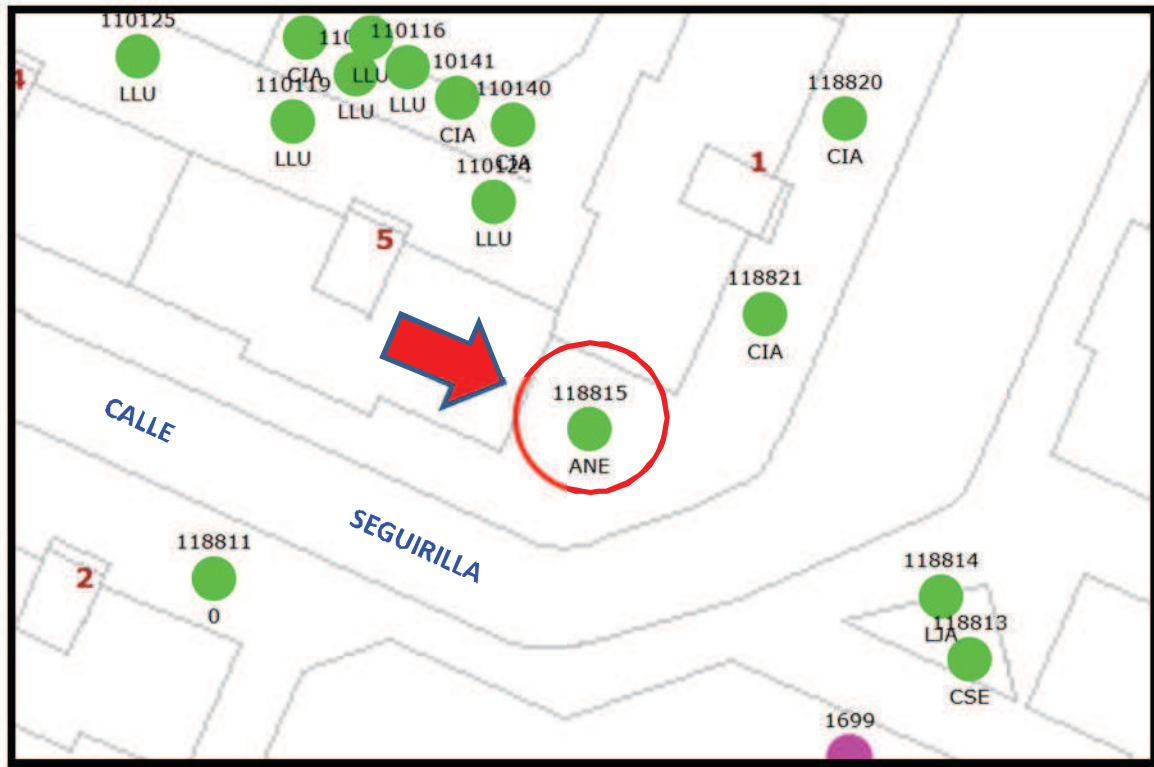 110125
LLU
CIA
110116
110119
LLU
LLU
LLU
LLU
10141
CIA
110140
CIA
110124
LLU
118820
CIA
1
4
5
118821
CIA
118815
ANE
CALLE
SEGUIRILLA
118811
0
2
118814
LJA
118813
CSE
1699